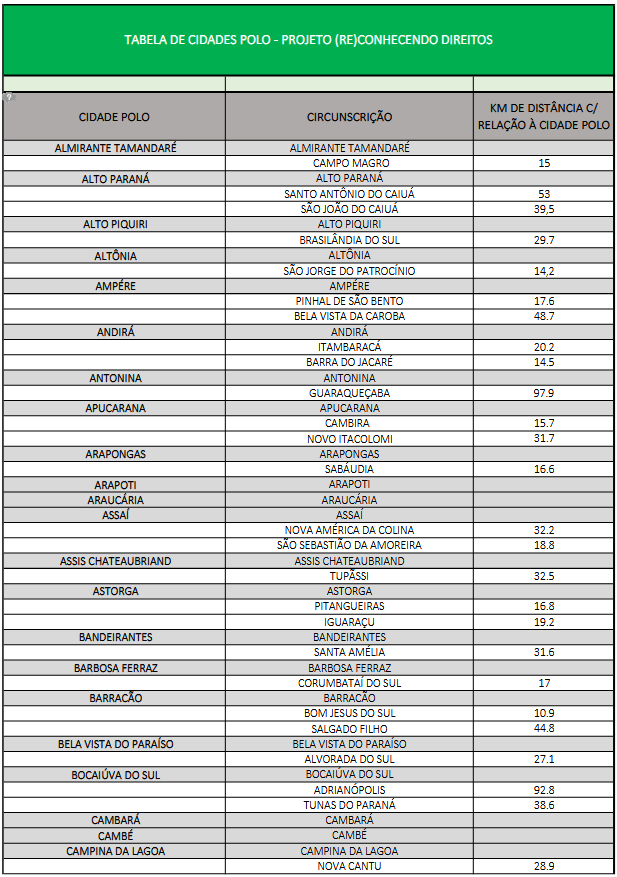 TABELA DE CIDADES POLO - PROJETO (RE)CONHECENDO DIREITOS
CIDADE POLO CIRCUNSCRIÇÃO KM DE DISTÂNCIA C/ RELAÇÃO À CIDADE POLO
ALMIRANTE TAMANDARÉ ALMIRANTE TAMANDARÉ
CAMPO MAGRO 15
ALTO PARANÁ ALTO PARANÁ
SANTO ANTÔNIO DO CAIUÁ 53
SÃO JOÃO DO CAIUÁ 39,5
ALTO PIQUIRI ALTO PIQUIRI
BRASILÂNDIA DO SUL 29.7
ALTÔNIA ALTÔNIA
SÃO JORGE DO PATROCÍNIO 14,2
AMPÉRE AMPÉRE
PINHAL DE SÃO BENTO 17.6
BELA VISTA DA CAROBA 48.7
ANDIRÁ ANDIRÁ
ITAMBARACÁ 20.2
BARRA DO JACARÉ 14.5
ANTONINA ANTONINA
GUARAQUEÇABA 97.9
APUCARANA APUCARANA
CAMBIRA 15.7
NOVO ITACOLOMI 31.7
ARAPONGAS ARAPONGAS
SABÁUDIA 16.6
ARAPOTI ARAPOTI
ARAUCÁRIA ARAUCÁRIA
ASSAÍ ASSAÍ
NOVA AMÉRICA DA COLINA 32.2
SÃO SEBASTIÃO DA AMOREIRA 18.8
ASSIS CHATEAUBRIAND ASSIS CHATEAUBRIAND
TUPÃSSI 32.5
ASTORGA ASTORGA
PITANGUEIRAS 16.8
IGUARAÇU 19.2
BANDEIRANTES BANDEIRANTES
SANTA AMÉLIA 31.6
BARBOSA FERRAZ BARBOSA FERRAZ
CORUMBATAÍ DO SUL 17
BARRACÃO BARRACÃO
BOM JESUS DO SUL 10.9
SALGADO FILHO 44.8
BELA VISTA DO PARAÍSO BELA VISTA DO PARAÍSO
ALVORADA DO SUL 27.1
BOCAIÚVA DO SUL BOCAIÚVA DO SUL
ADRIANÓPOLIS 92.8
TUNAS DO PARANÁ 38.6
CAMBARÁ CAMBARÁ
CAMBÉ CAMBÉ
CAMPINA DA LAGOA CAMPINA DA LAGOA
NOVA CANTU 28.9